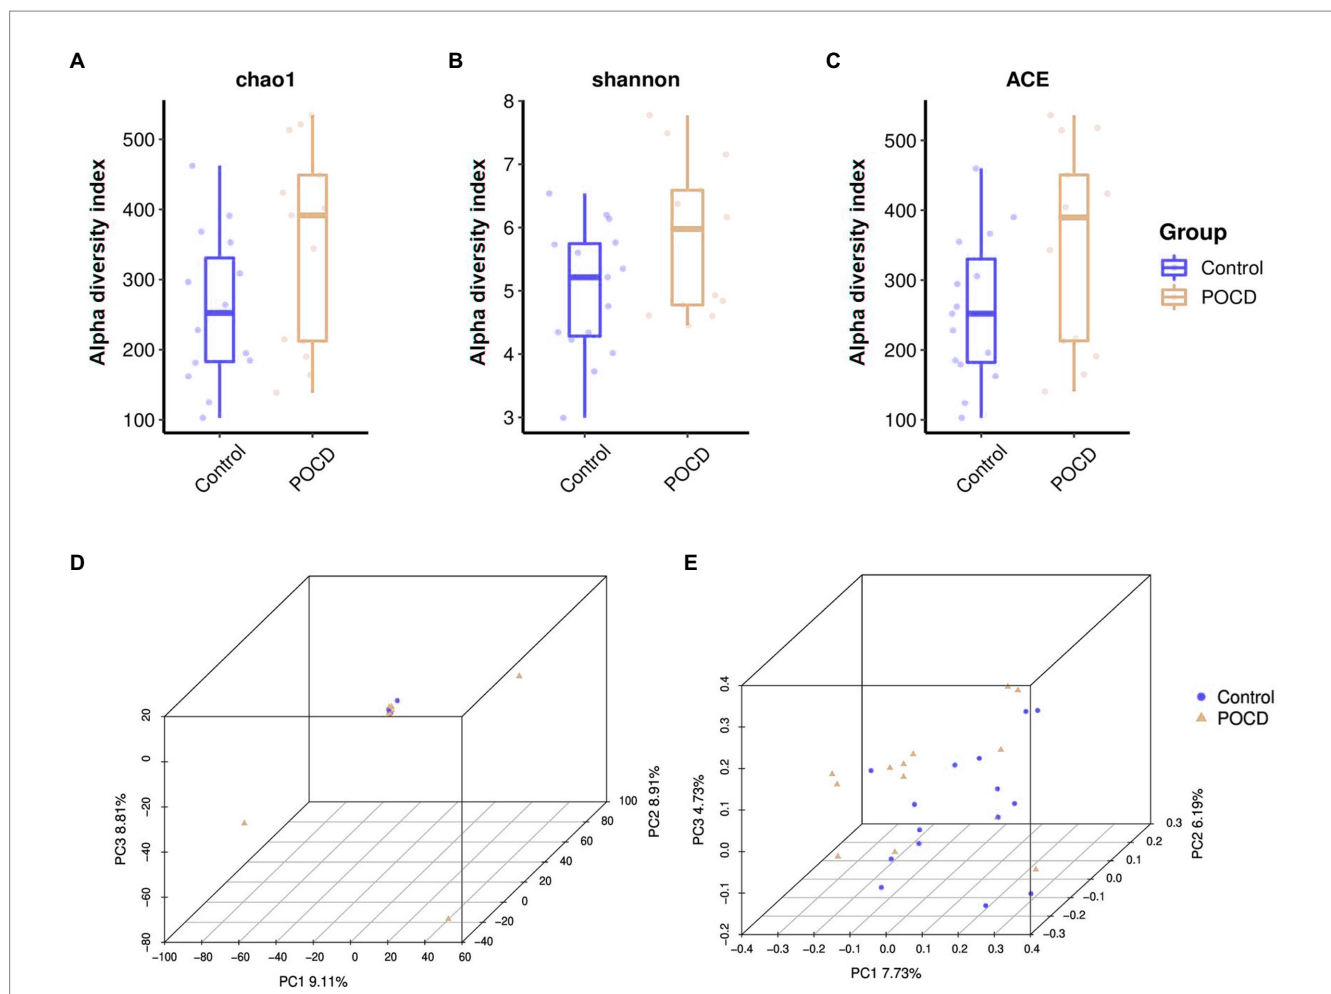 A
B
C
chao1
shannon
ACE
Alpha diversity index
500
400
300
200
100
Control
POCD
Alpha diversity index
8
7
6
5
4
3
Control
POCD
Alpha diversity index
500
400
300
200
100
Control
POCD
Group
Control
POCD
D
E
PC3 8.81%
20
0
−20
−40
−60
−80
−100
−80
−60
−40
−20
0
20
40
60
PC1 9.11%
100
80
60
40
20
0
−20
−40
PC2 8.91%
PC3 4.73%
0.4
0.3
0.2
0.1
0.0
−0.1
−0.2
−0.4
−0.3
−0.2
−0.1
0.0
0.1
0.2
0.3
0.4
PC1 7.73%
0.3
0.2
0.1
0.0
−0.1
−0.2
−0.3
PC2 6.19%
Control
POCD